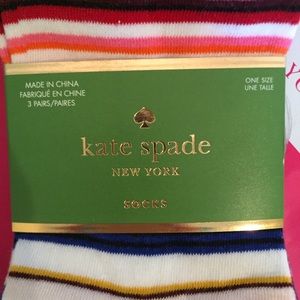 MADE IN CHINA
FABRIQUÉ EN CHINE
3 PAIRS/PAIRES
ONE SIZE
UNE TAILLE
kate spade
NEW YORK
SOCKS